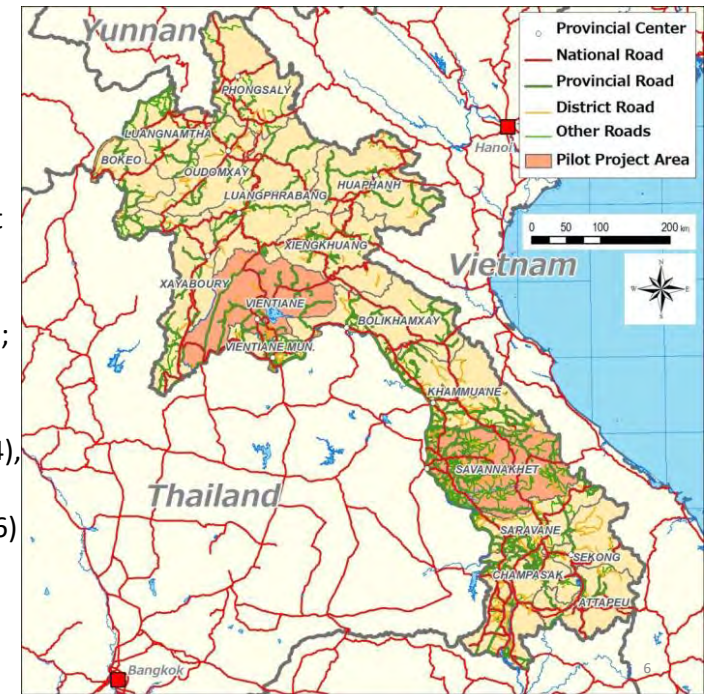 Yunnan
Provincial Center
National Road
Provincial Road
District Road
Other Roads
Pilot Project Area
PHONGSALY
Hanoi
LUANGNAMTHA
BOKEO
OUDOMXAY
HUAPHANH
LUANGPHRABANG
t
0 50 100 200 km
XIENGKHUANG
Vietnam
N
W E
S
XAYABOURY
VIENTIANE
BOLIKHAMXAY
;
VIENTIANE MUN.
KHAMMUANE
4),
SAVANNAKHET
Thailand
6)
SARAVANE
SEKONG
CHAMPASAK
ATTAPEU
Bangkok
6